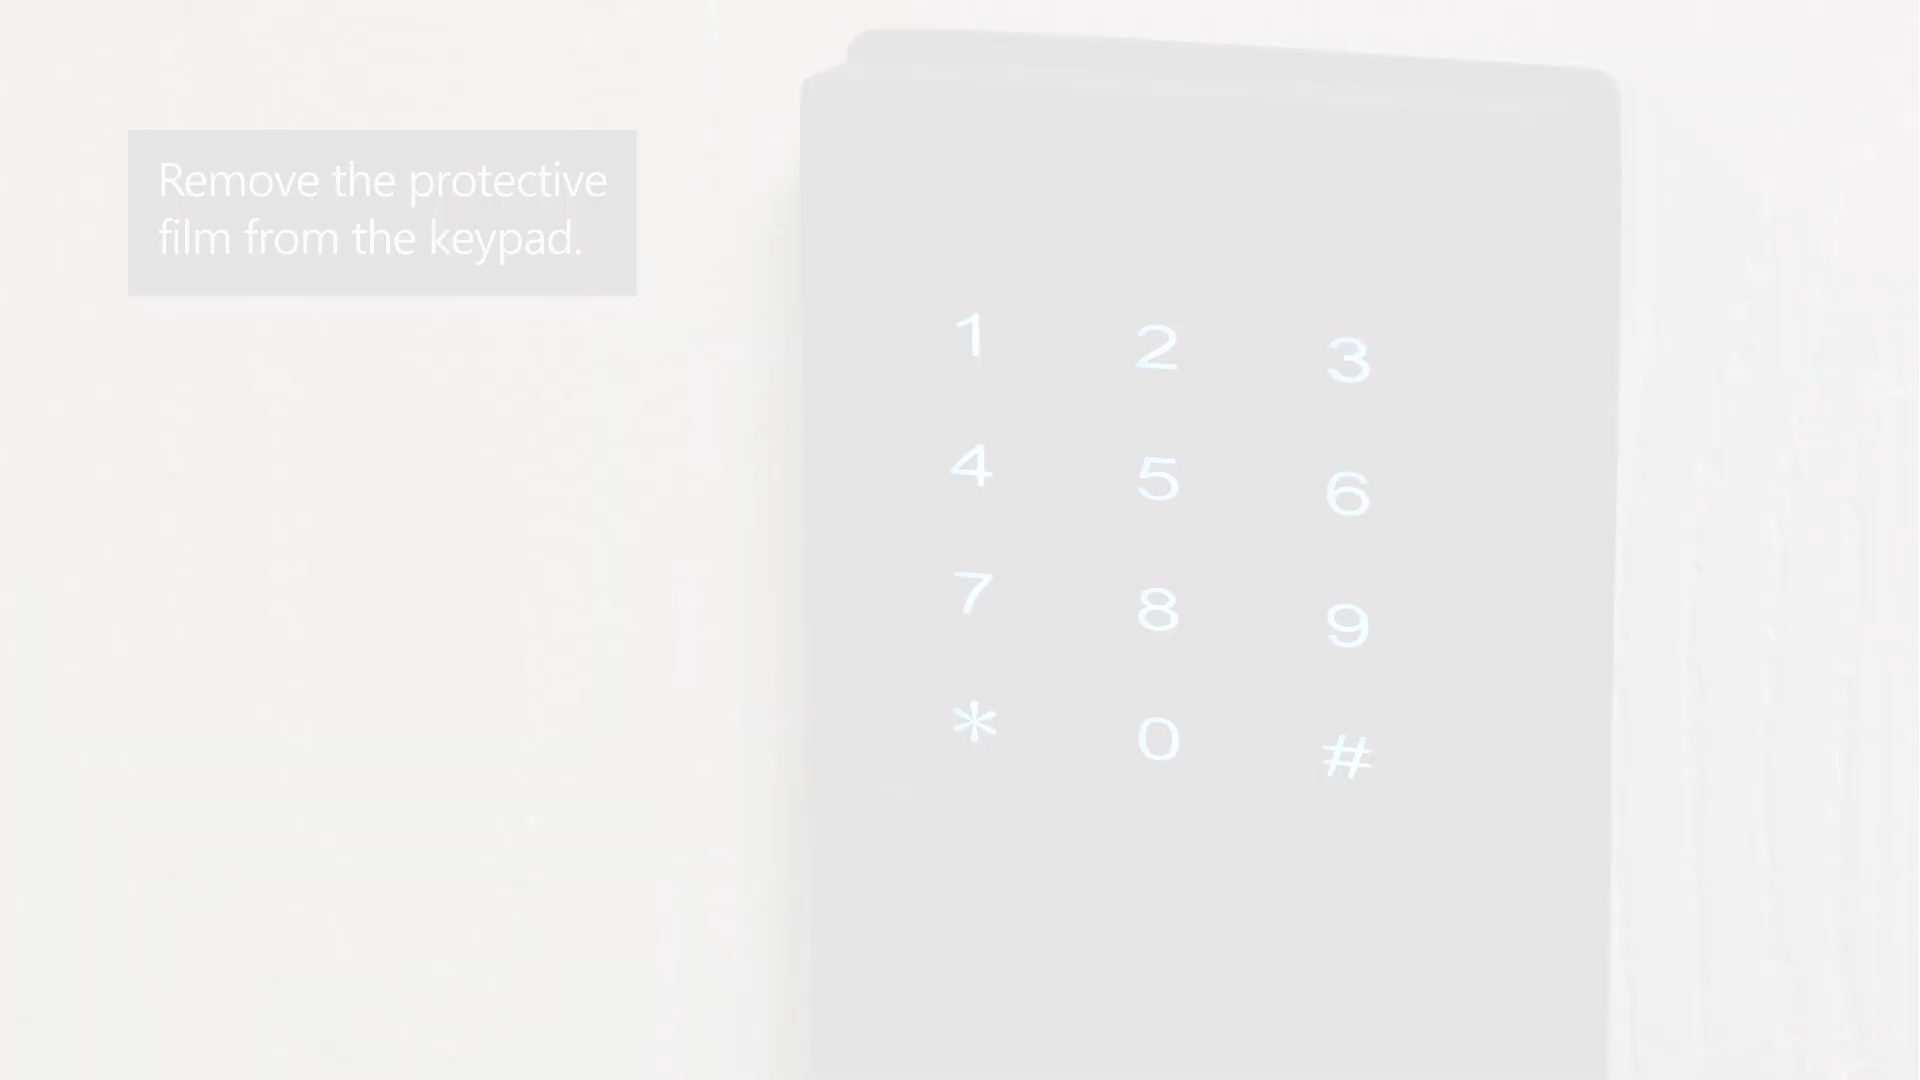 Remove the protective
film from the keypad.
1 2 3
4 5 6
7 8 9
* 0 #